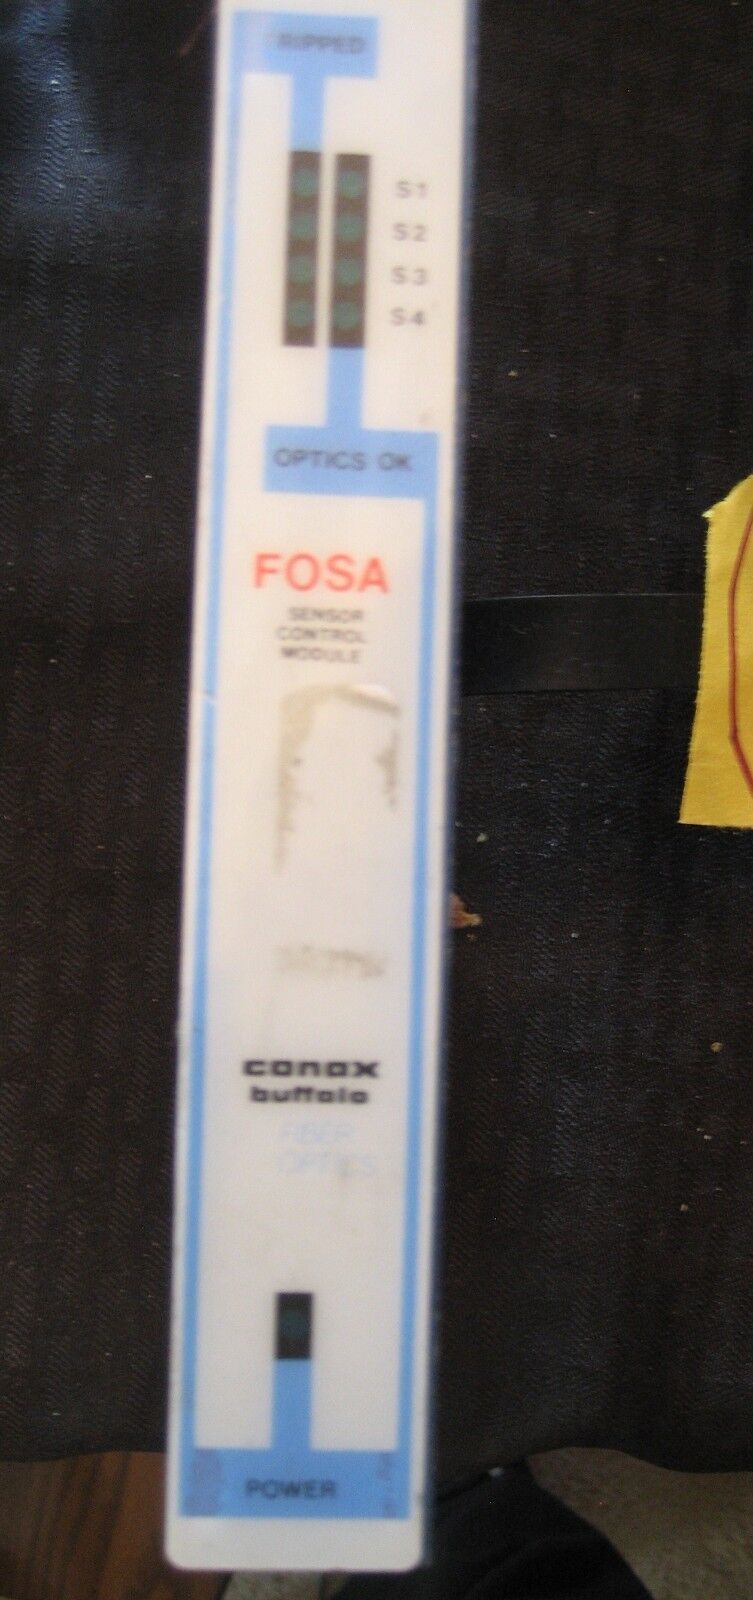 TRIPPED
S1
S2
S3
S4
OPTICS OK
FOSA
SENSOR
CONTROL
MODULE
conax
buffalo
FIBER
OPTICS
POWER